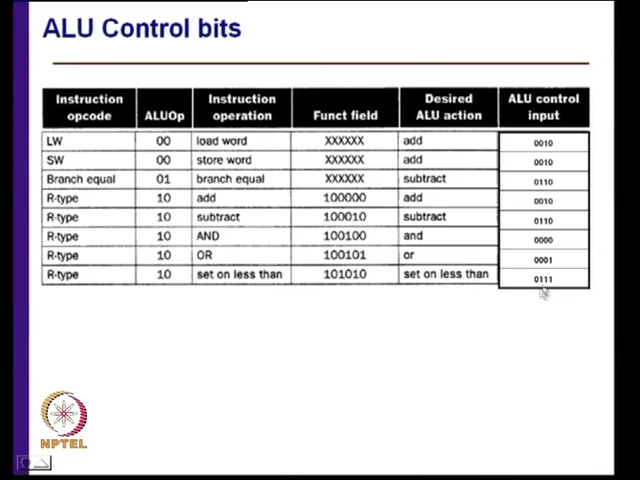 ALU Control bits
Instruction opcode ALUOp Instruction operation Funct field Desired ALU action ALU control input
LW 00 load word XXXXXX add 0010
SW 00 store word XXXXXX add 0010
Branch equal 01 branch equal XXXXXX subtract 0110
R-type 10 add 100000 add 0010
R-type 10 subtract 100010 subtract 0110
R-type 10 AND 100100 and 0000
R-type 10 OR 100101 or 0001
R-type 10 set on less than 101010 set on less than 0111
NPTEL